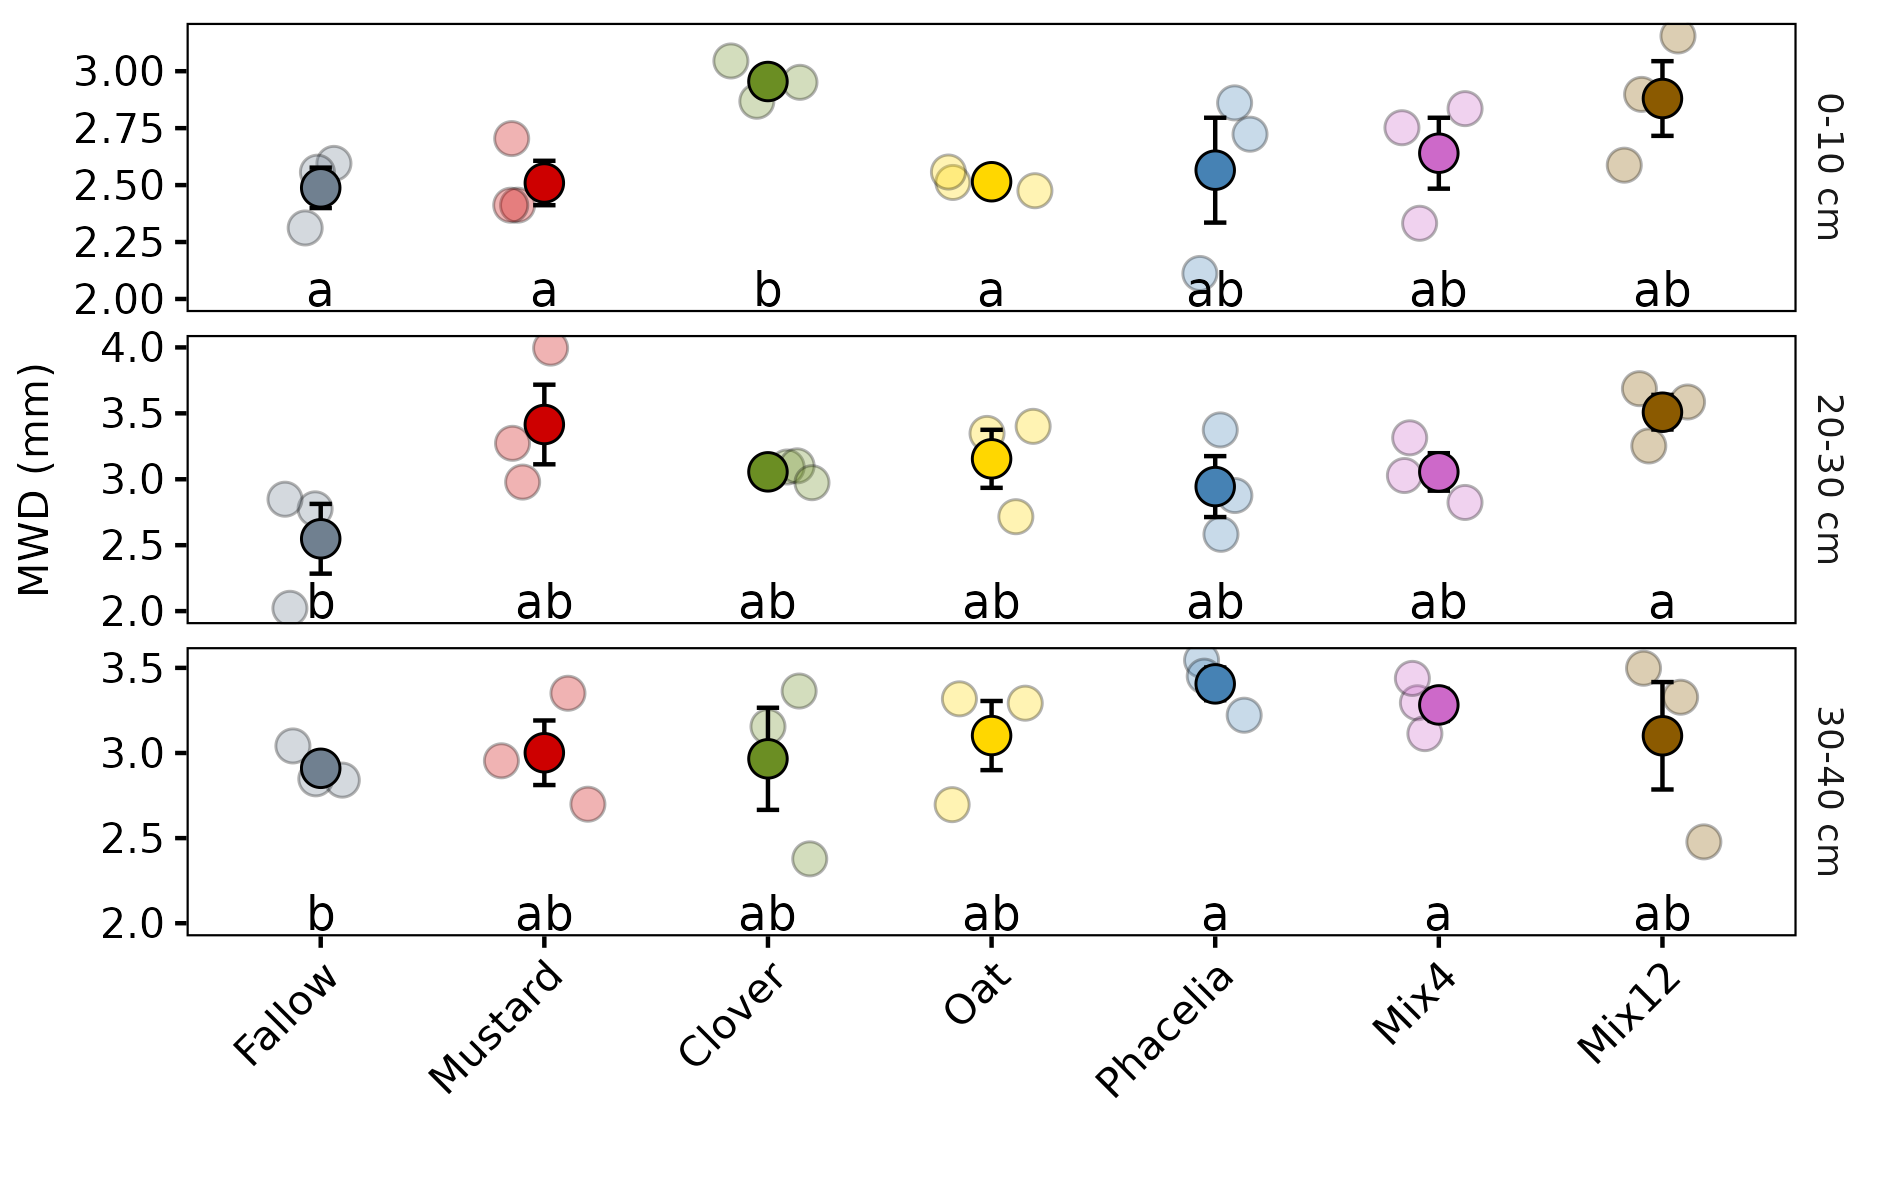 MWD (mm)
3.00
2.75
2.50
2.25
2.00
a a b a ab ab ab
0-10 cm
4.0
3.5
3.0
2.5
2.0
b ab ab ab ab ab a
20-30 cm
3.5
3.0
2.5
2.0
b ab ab ab a a ab
30-40 cm
Fallow Mustard Clover Oat Phacelia Mix4 Mix12